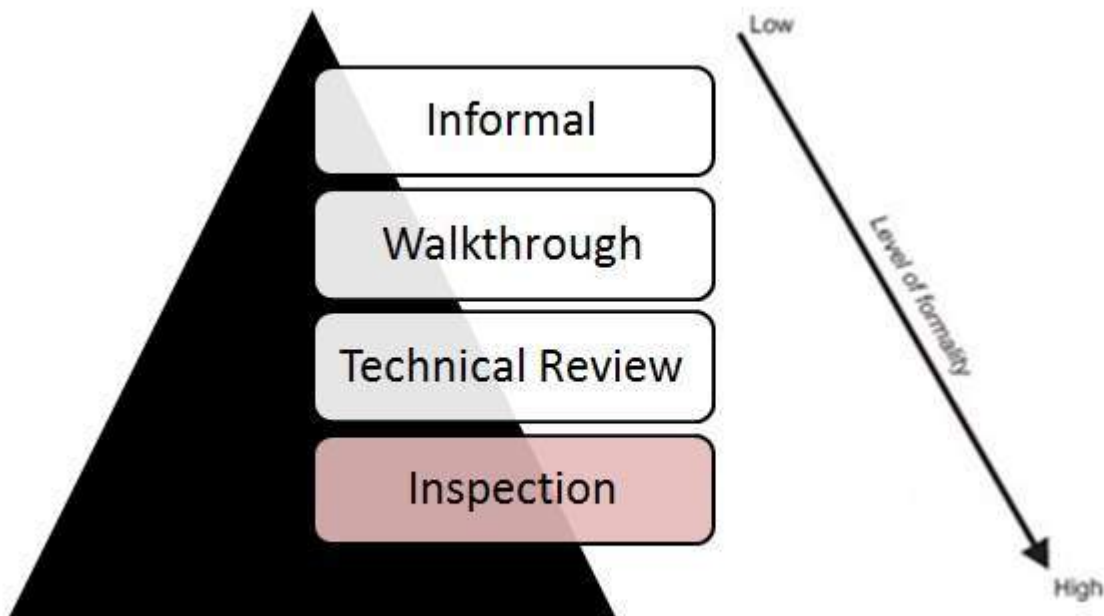 Low
Informal
Walkthrough
Technical Review
Inspection
Level of formality
High